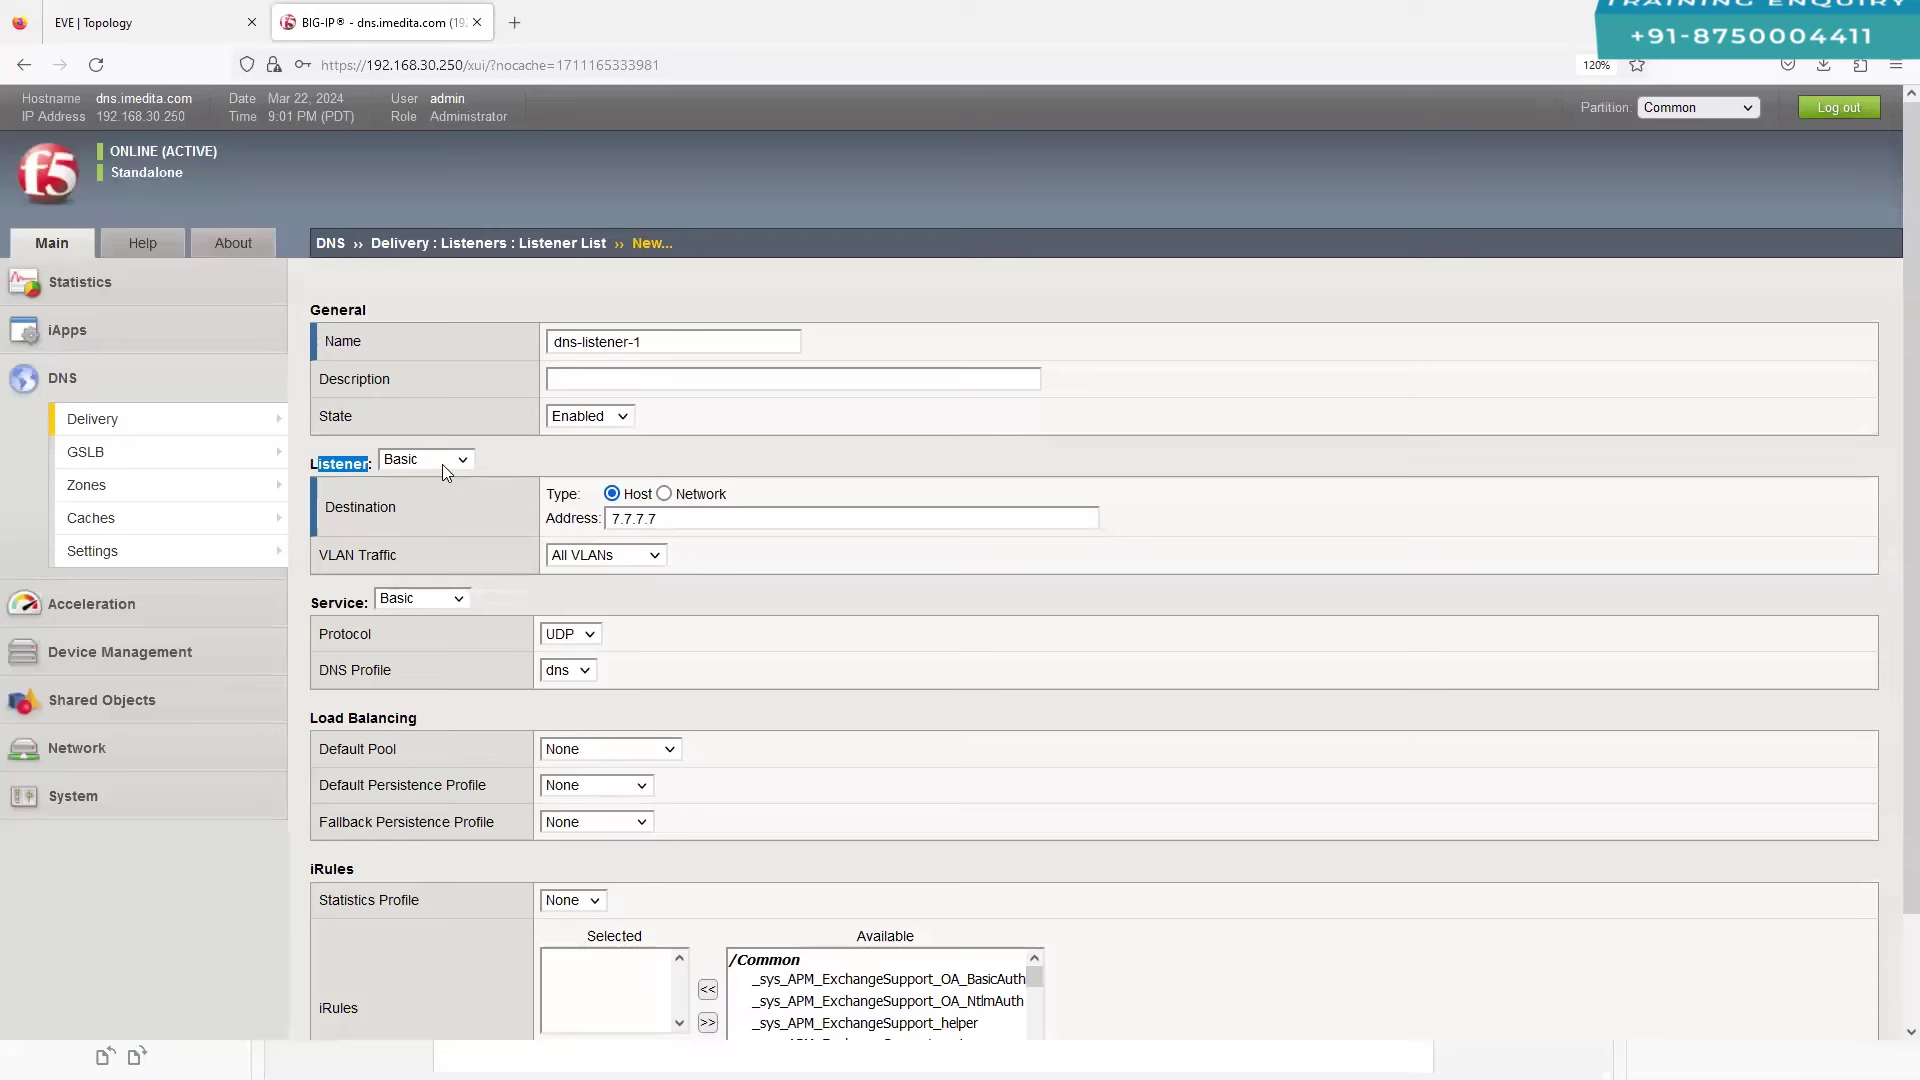 EVE | Topology
BIG-IP® - dns.imedita.com (19
TRAINING ENQUIRY
+91-8750004411
https://192.168.30.250/xui/?nocache=1711165333981
120%
Hostname dns.imedita.com Date Mar 22, 2024 User admin
IP Address 192.168.30.250 Time 9:01 PM (PDT) Role Administrator
Partition: Common
Log out
f5
ONLINE (ACTIVE)
Standalone
Main Help About
DNS ›› Delivery : Listeners : Listener List ›› New...
Statistics
iApps
DNS
Delivery
GSLB
Zones
Caches
Settings
Acceleration
Device Management
Shared Objects
Network
System
General
Name dns-listener-1
Description
State Enabled
Listener: Basic
Destination
Type: Host Network
Address: 7.7.7.7
VLAN Traffic All VLANs
Service: Basic
Protocol UDP
DNS Profile dns
Load Balancing
Default Pool None
Default Persistence Profile None
Fallback Persistence Profile None
iRules
Statistics Profile None
Selected Available
/Common
_sys_APM_ExchangeSupport_OA_BasicAuth
<< _sys_APM_ExchangeSupport_OA_NtlmAuth
iRules
>> _sys_APM_ExchangeSupport_helper